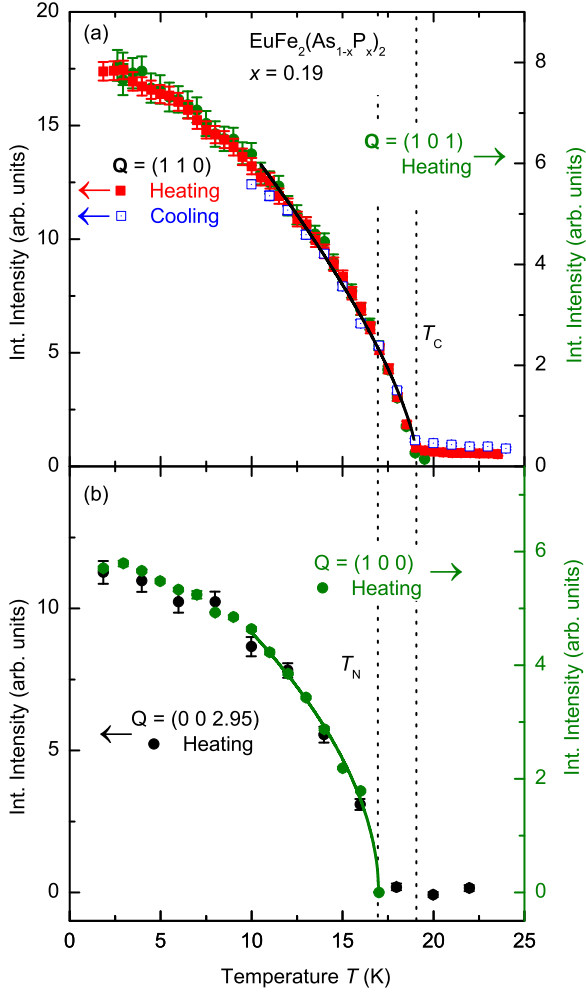 (a)
EuFe2(As1-xPx)2
x = 0.19
Q = (1 1 0)
Heating
Cooling
Q = (1 0 1)
Heating
TC
Int. Intensity (arb. units)
20
15
10
5
0
Int. Intensity (arb. units)
8
6
4
2
0
(b)
Q = (1 0 0)
Heating
TN
Q = (0 0 2.95)
Heating
Int. Intensity (arb. units)
10
5
0
Int. Intensity (arb. units)
6
4
2
0
0 5 10 15 20 25
Temperature T (K)